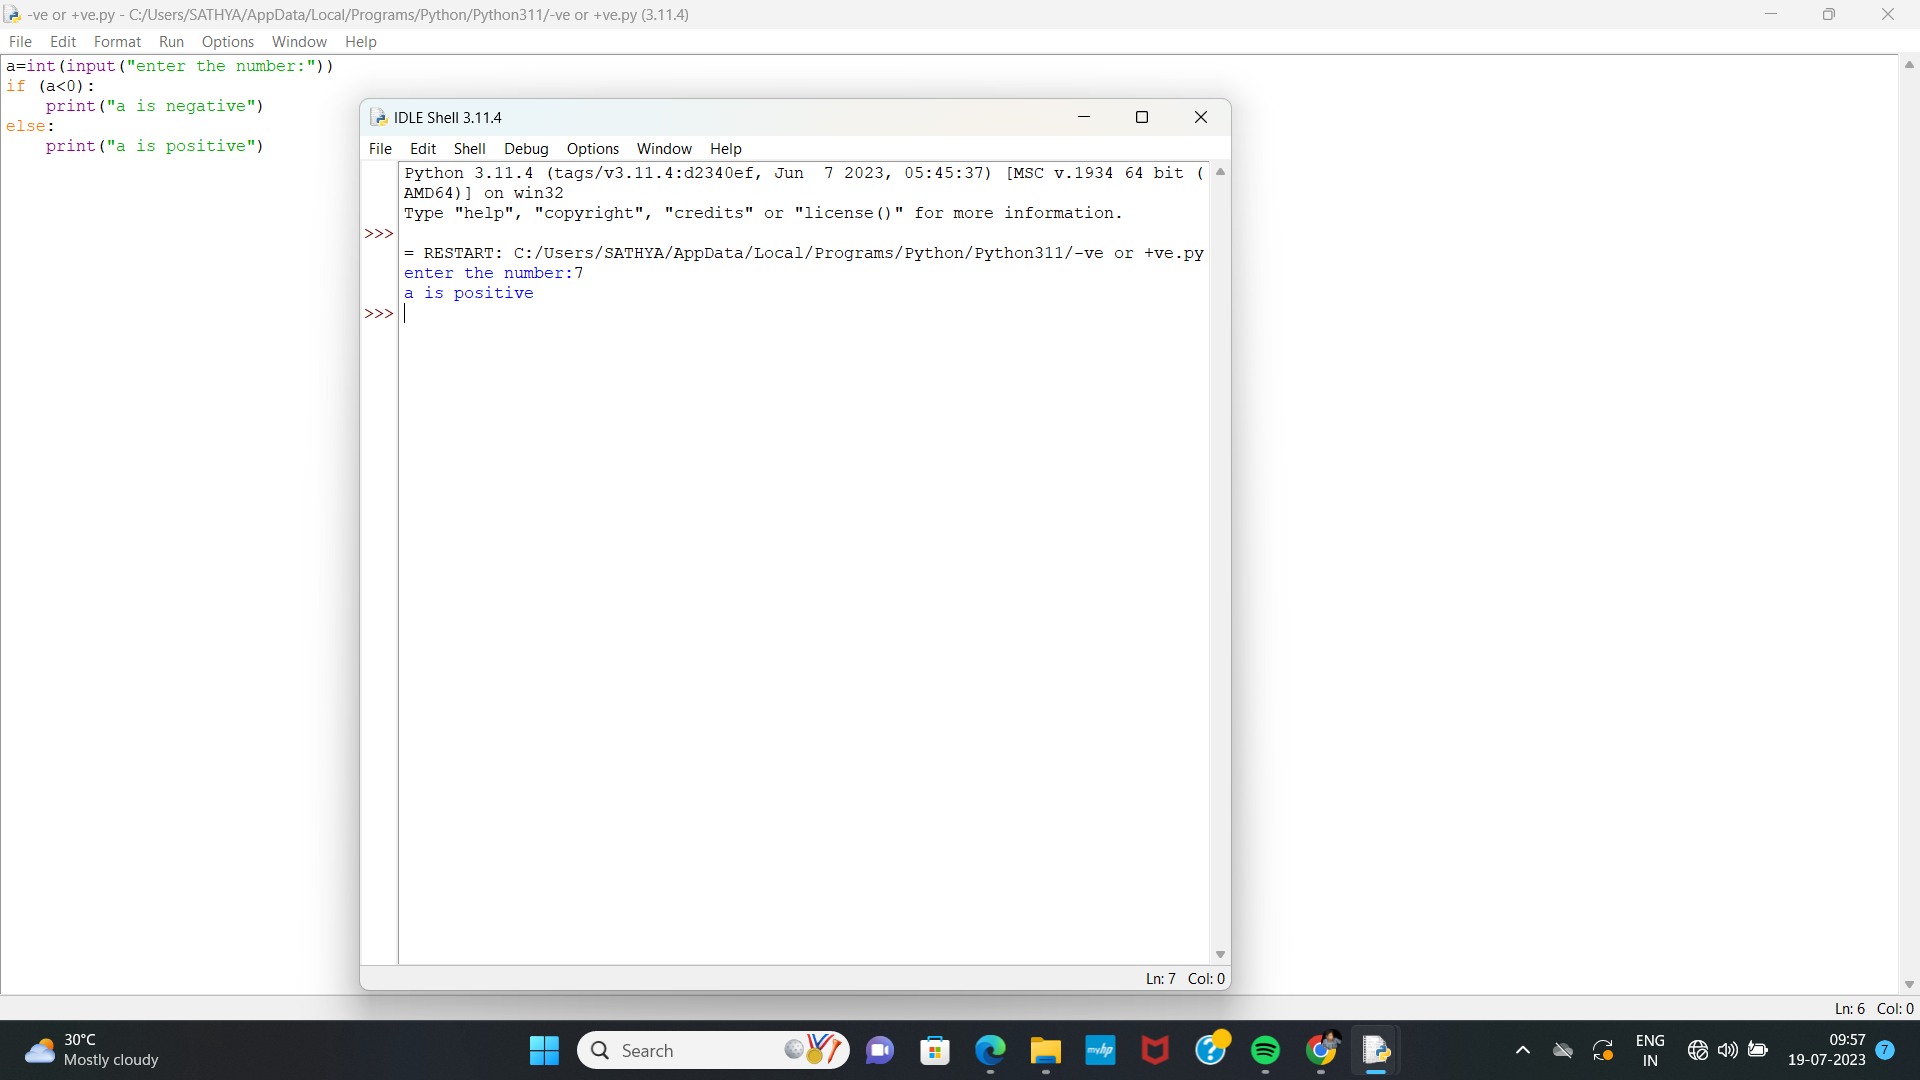 -ve or +ve.py - C:/Users/SATHYA/AppData/Local/Programs/Python/Python311/-ve or +ve.py (3.11.4)
File Edit Format Run Options Window Help
a=int(input("enter the number:"))
if (a<0):
    print("a is negative")
else:
    print("a is positive")
IDLE Shell 3.11.4
File Edit Shell Debug Options Window Help
Python 3.11.4 (tags/v3.11.4:d2340ef, Jun  7 2023, 05:45:37) [MSC v.1934 64 bit (
AMD64)] on win32
Type "help", "copyright", "credits" or "license()" for more information.
>>>
= RESTART: C:/Users/SATHYA/AppData/Local/Programs/Python/Python311/-ve or +ve.py
enter the number:7
a is positive
>>>
Ln: 7 Col: 0
Ln: 6 Col: 0
30°C
Mostly cloudy
Search
myhp
ENG
IN
09:57
19-07-2023
7